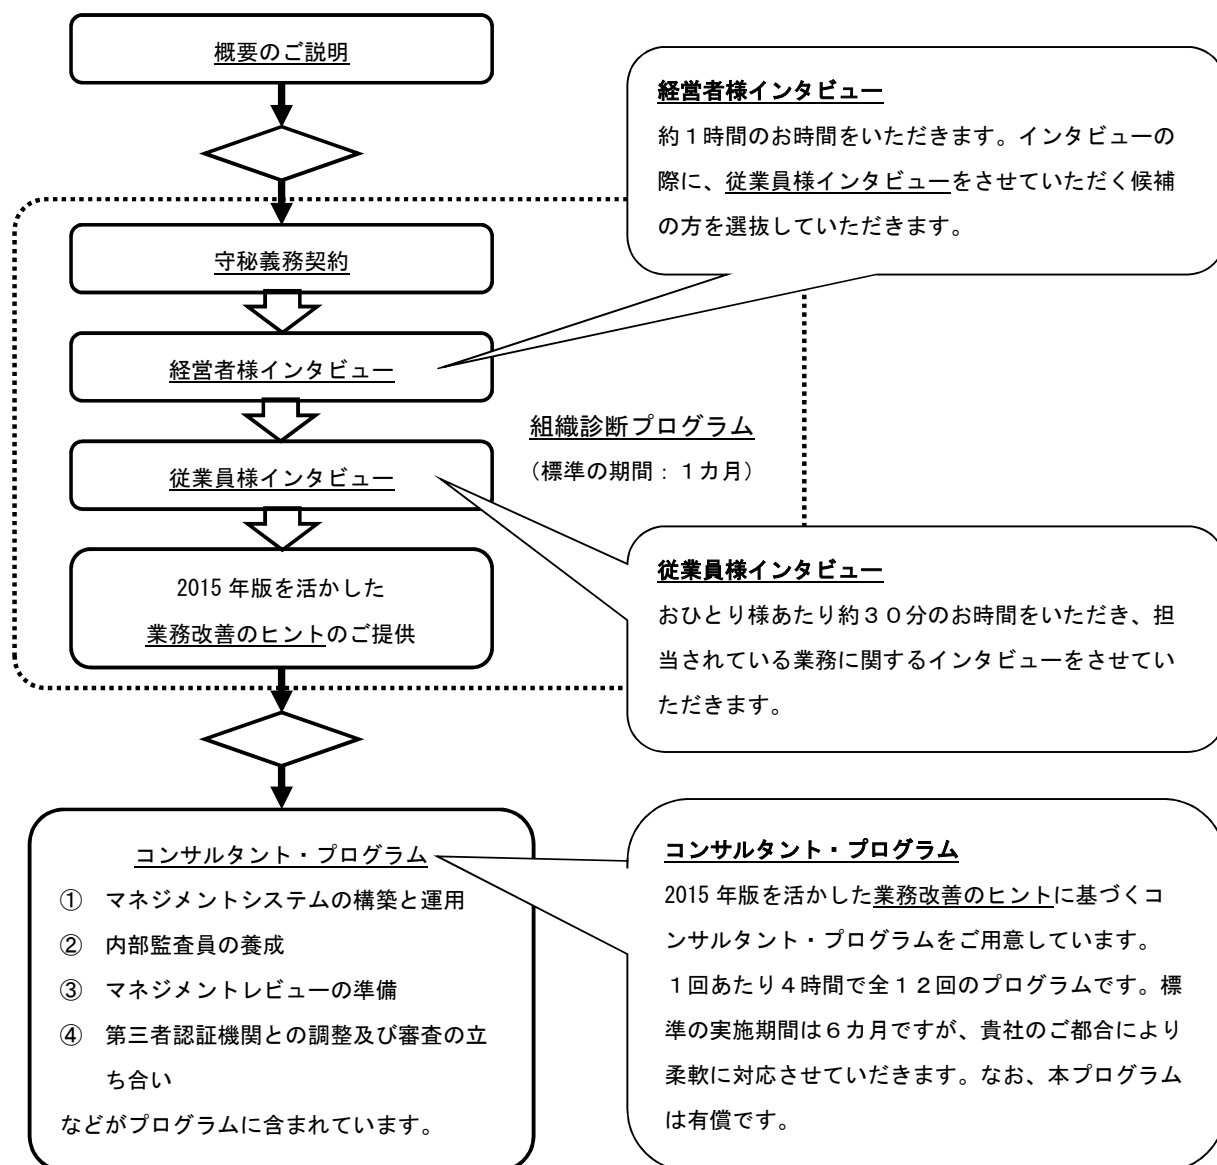 概要のご説明
経営者様インタビュー
約１時間のお時間をいただきます。インタビューの
際に、従業員様インタビューをさせていただく候補
の方を選抜していただきます。
守秘義務契約
経営者様インタビュー
組織診断プログラム
（標準の期間：１カ月）
従業員様インタビュー
従業員様インタビュー
おひとり様あたり約３０分のお時間をいただき、担
当されている業務に関するインタビューをさせてい
ただきます。
2015 年版を活かした
業務改善のヒントのご提供
コンサルタント・プログラム
① マネジメントシステムの構築と運用
② 内部監査員の養成
③ マネジメントレビューの準備
④ 第三者認証機関との調整及び審査の立
ち合い
などがプログラムに含まれています。
コンサルタント・プログラム
2015 年版を活かした業務改善のヒントに基づくコ
ンサルタント・プログラムをご用意しています。
１回あたり４時間で全１２回のプログラムです。標
準の実施期間は６カ月ですが、貴社のご都合により
柔軟に対応させていだきます。なお、本プログラム
は有償です。